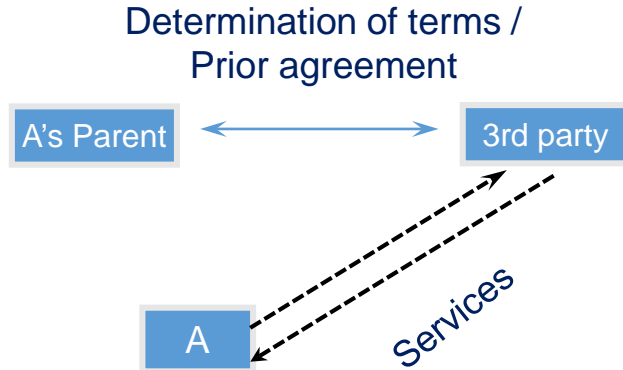 Determination of terms /
Prior agreement
A's Parent
3rd party
Services
A